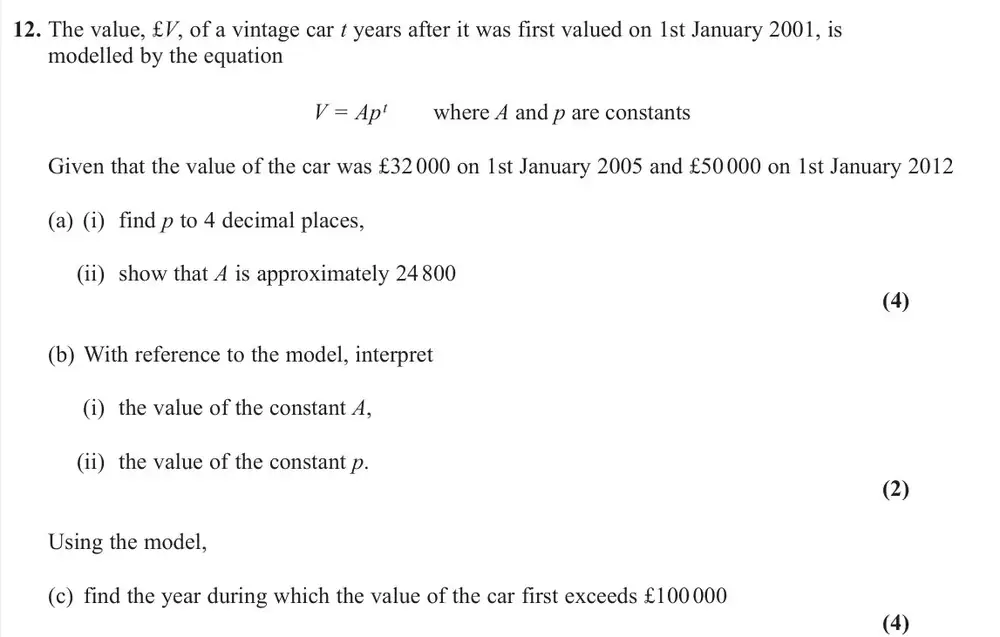 12. The value, £V, of a vintage car t years after it was first valued on 1st January 2001, is
modelled by the equation
V = Apᵗ where A and p are constants
Given that the value of the car was £32 000 on 1st January 2005 and £50 000 on 1st January 2012
(a) (i) find p to 4 decimal places,
(ii) show that A is approximately 24 800
(4)
(b) With reference to the model, interpret
(i) the value of the constant A,
(ii) the value of the constant p.
(2)
Using the model,
(c) find the year during which the value of the car first exceeds £100 000
(4)